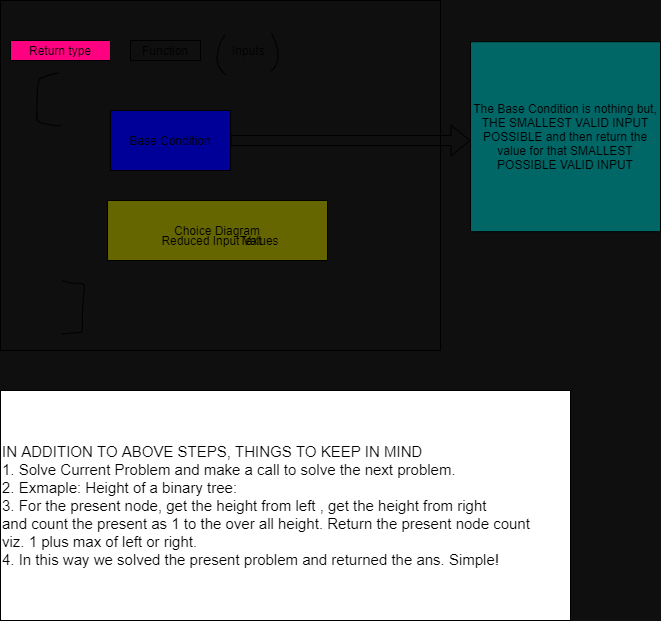 Return type
Function
Inputs
Base Condition
The Base Condition is nothing but,
THE SMALLEST VALID INPUT
POSSIBLE and then return the
value for that SMALLEST
POSSIBLE VALID INPUT
Choice Diagram
Reduced Input Values
Text
IN ADDITION TO ABOVE STEPS, THINGS TO KEEP IN MIND
1. Solve Current Problem and make a call to solve the next problem.
2. Exmaple: Height of a binary tree:
3. For the present node, get the height from left , get the height from right
and count the present as 1 to the over all height. Return the present node count
viz. 1 plus max of left or right.
4. In this way we solved the present problem and returned the ans. Simple!